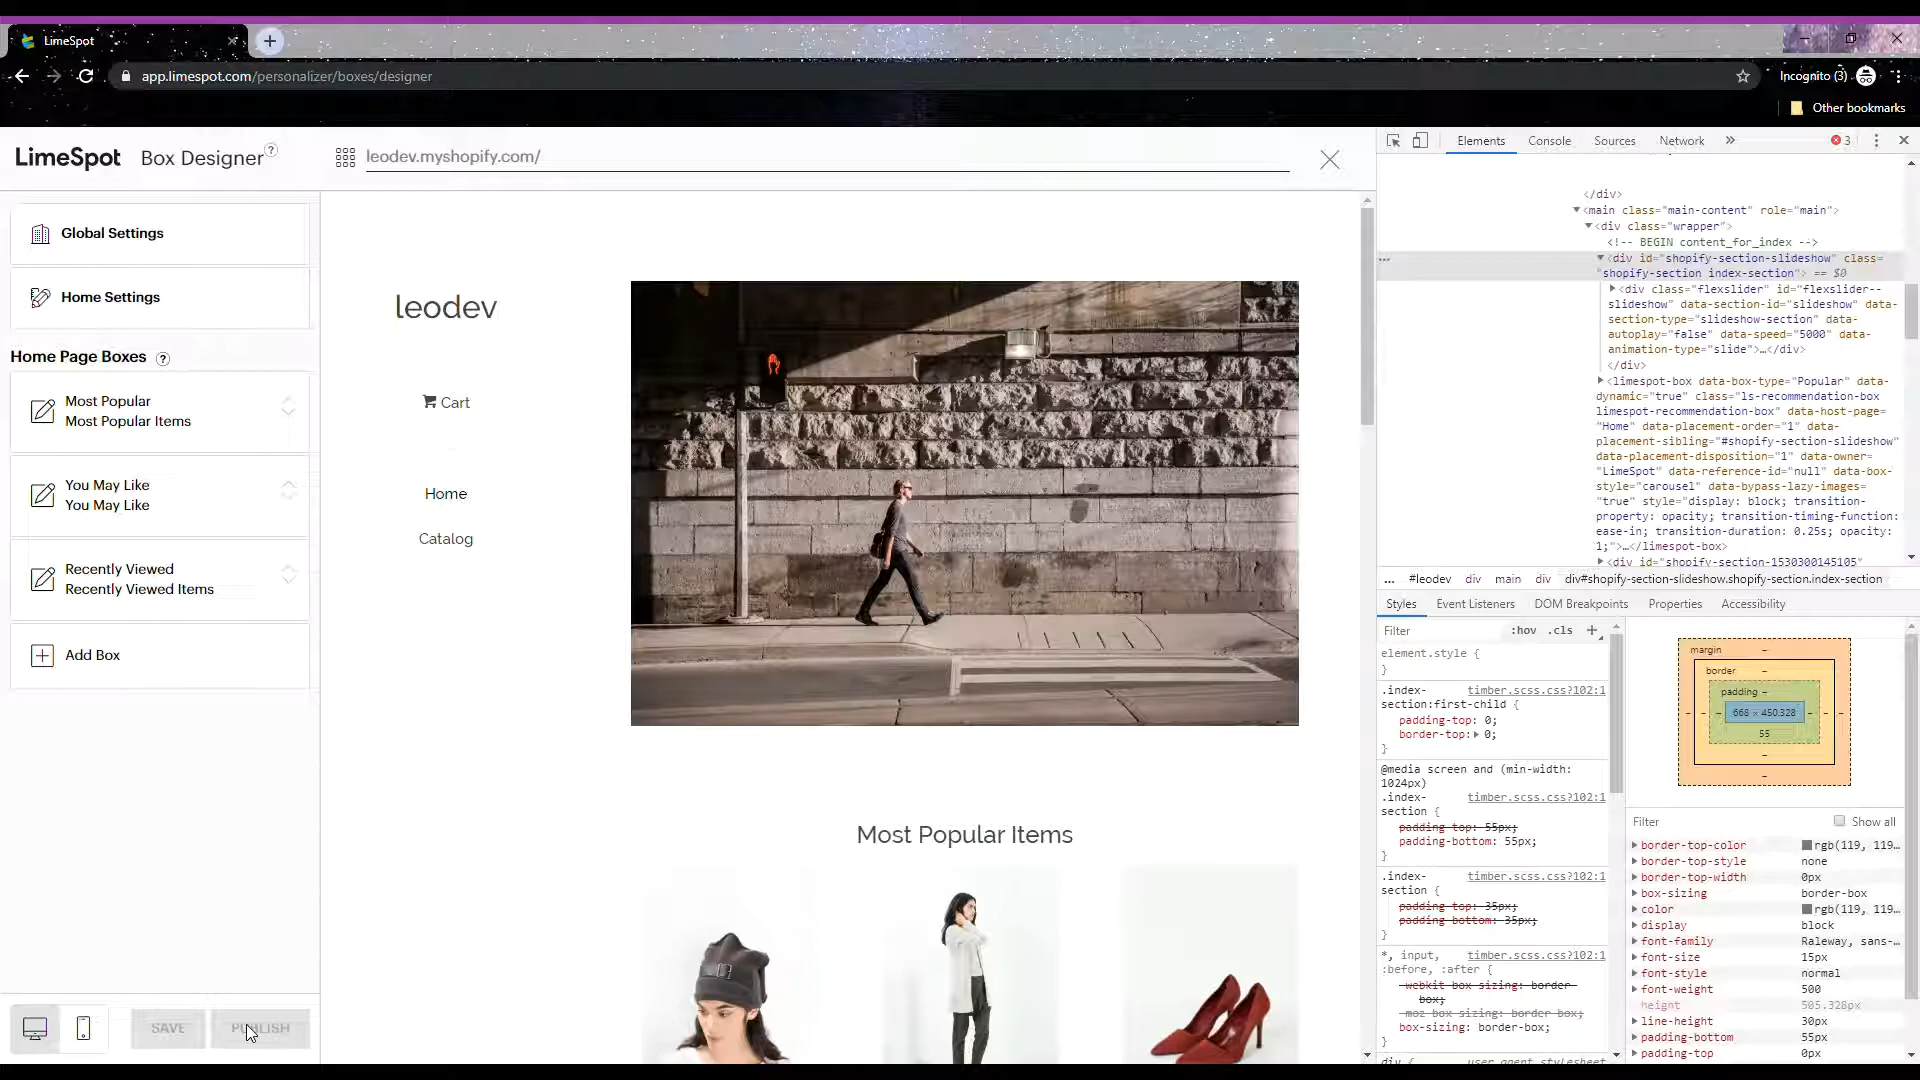 LimeSpot
app.limespot.com/personalizer/boxes/designer
Incognito (3)
Other bookmarks
LimeSpot Box Designer ?
leodev.myshopify.com/
Global Settings
Home Settings
Home Page Boxes ?
Most Popular
Most Popular Items
You May Like
You May Like
Recently Viewed
Recently Viewed Items
Add Box
SAVE PUBLISH
leodev
Cart
Home
Catalog
Most Popular Items
Elements Console Sources Network » 3
</div>
<main class="main-content" role="main">
<div class="wrapper">
<!-- BEGIN content_for_index -->
<div id="shopify-section-slideshow" class=
"shopify-section index-section"> == $0
<div class="flexslider" id="flexslider--
slideshow" data-section-id="slideshow" data-
section-type="slideshow-section" data-
autoplay="false" data-speed="5000" data-
animation-type="slide">…</div>
</div>
<limespot-box data-box-type="Popular" data-
dynamic="true" class="ls-recommendation-box
limespot-recommendation-box" data-host-page=
"Home" data-placement-order="1" data-
placement-sibling="#shopify-section-slideshow"
data-placement-disposition="1" data-owner=
"LimeSpot" data-reference-id="null" data-box-
style="carousel" data-bypass-lazy-images=
"true" style="display: block; transition-
property: opacity; transition-timing-function:
ease-in; transition-duration: 0.25s; opacity:
1;">…</limespot-box>
<div id="shopify-section-1530300145105"
... #leodev div main div div#shopify-section-slideshow.shopify-section.index-section
Styles Event Listeners DOM Breakpoints Properties Accessibility
Filter :hov .cls +
element.style {
}
.index- timber.scss.css?102:1
section:first-child {
padding-top: 0;
border-top: 0;
}
@media screen and (min-width:
1024px)
.index- timber.scss.css?102:1
section {
padding-top: 55px;
padding-bottom: 55px;
}
.index- timber.scss.css?102:1
section {
padding-top: 35px;
padding-bottom: 35px;
}
*, input, timber.scss.css?102:1
:before, :after {
-webkit-box-sizing: border-
box;
-moz-box-sizing: border-box;
box-sizing: border-box;
}
div { user agent stylesheet
margin –
border –
padding –
668 × 450.328
55
–
–
Filter Show all
border-top-color rgb(119, 119…
border-top-style none
border-top-width 0px
box-sizing border-box
color rgb(119, 119…
display block
font-family Raleway, sans-…
font-size 15px
font-style normal
font-weight 500
height 505.328px
line-height 30px
padding-bottom 55px
padding-top 0px